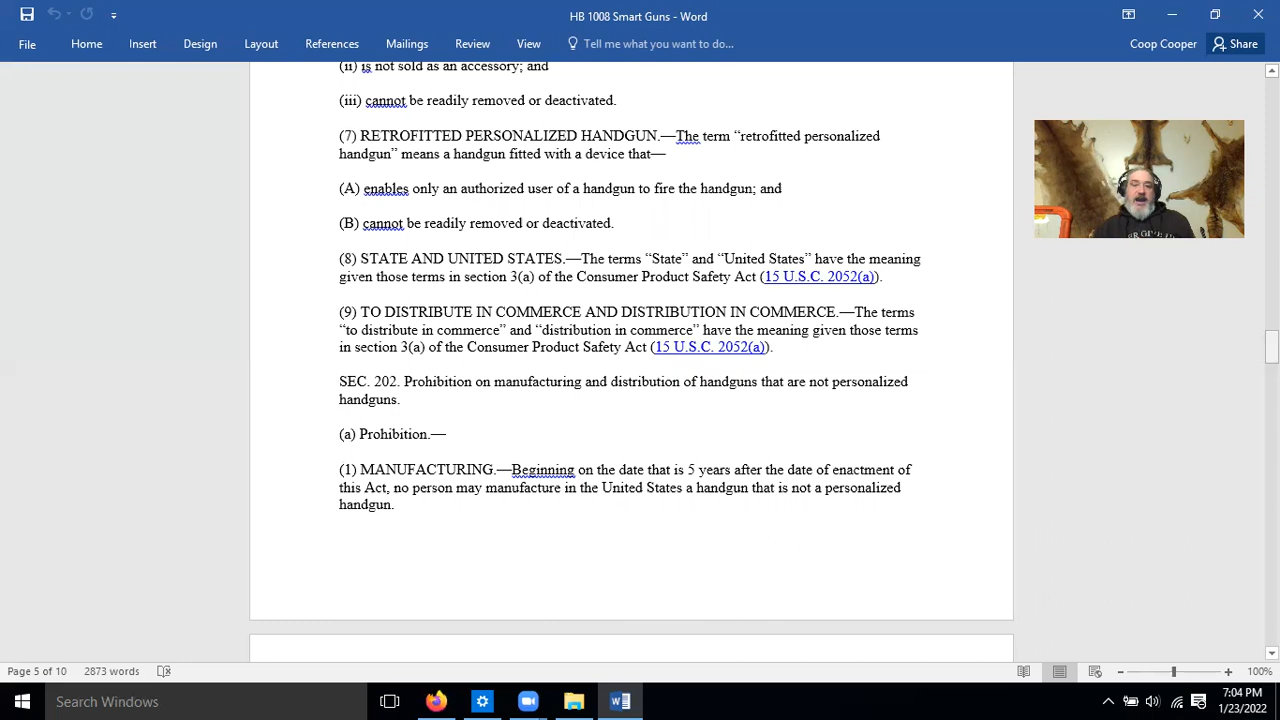 HB 1008 Smart Guns - Word
File Home Insert Design Layout References Mailings Review View Tell me what you want to do... Coop Cooper Share
(ii) is not sold as an accessory; and
(iii) cannot be readily removed or deactivated.
(7) RETROFITTED PERSONALIZED HANDGUN.—The term “retrofitted personalized
handgun” means a handgun fitted with a device that—
(A) enables only an authorized user of a handgun to fire the handgun; and
(B) cannot be readily removed or deactivated.
(8) STATE AND UNITED STATES.—The terms “State” and “United States” have the meaning
given those terms in section 3(a) of the Consumer Product Safety Act (15 U.S.C. 2052(a)).
(9) TO DISTRIBUTE IN COMMERCE AND DISTRIBUTION IN COMMERCE.—The terms
“to distribute in commerce” and “distribution in commerce” have the meaning given those terms
in section 3(a) of the Consumer Product Safety Act (15 U.S.C. 2052(a)).
SEC. 202. Prohibition on manufacturing and distribution of handguns that are not personalized
handguns.
(a) Prohibition.—
(1) MANUFACTURING.—Beginning on the date that is 5 years after the date of enactment of
this Act, no person may manufacture in the United States a handgun that is not a personalized
handgun.
Page 5 of 10 2873 words 100%
Search Windows
7:04 PM
1/23/2022